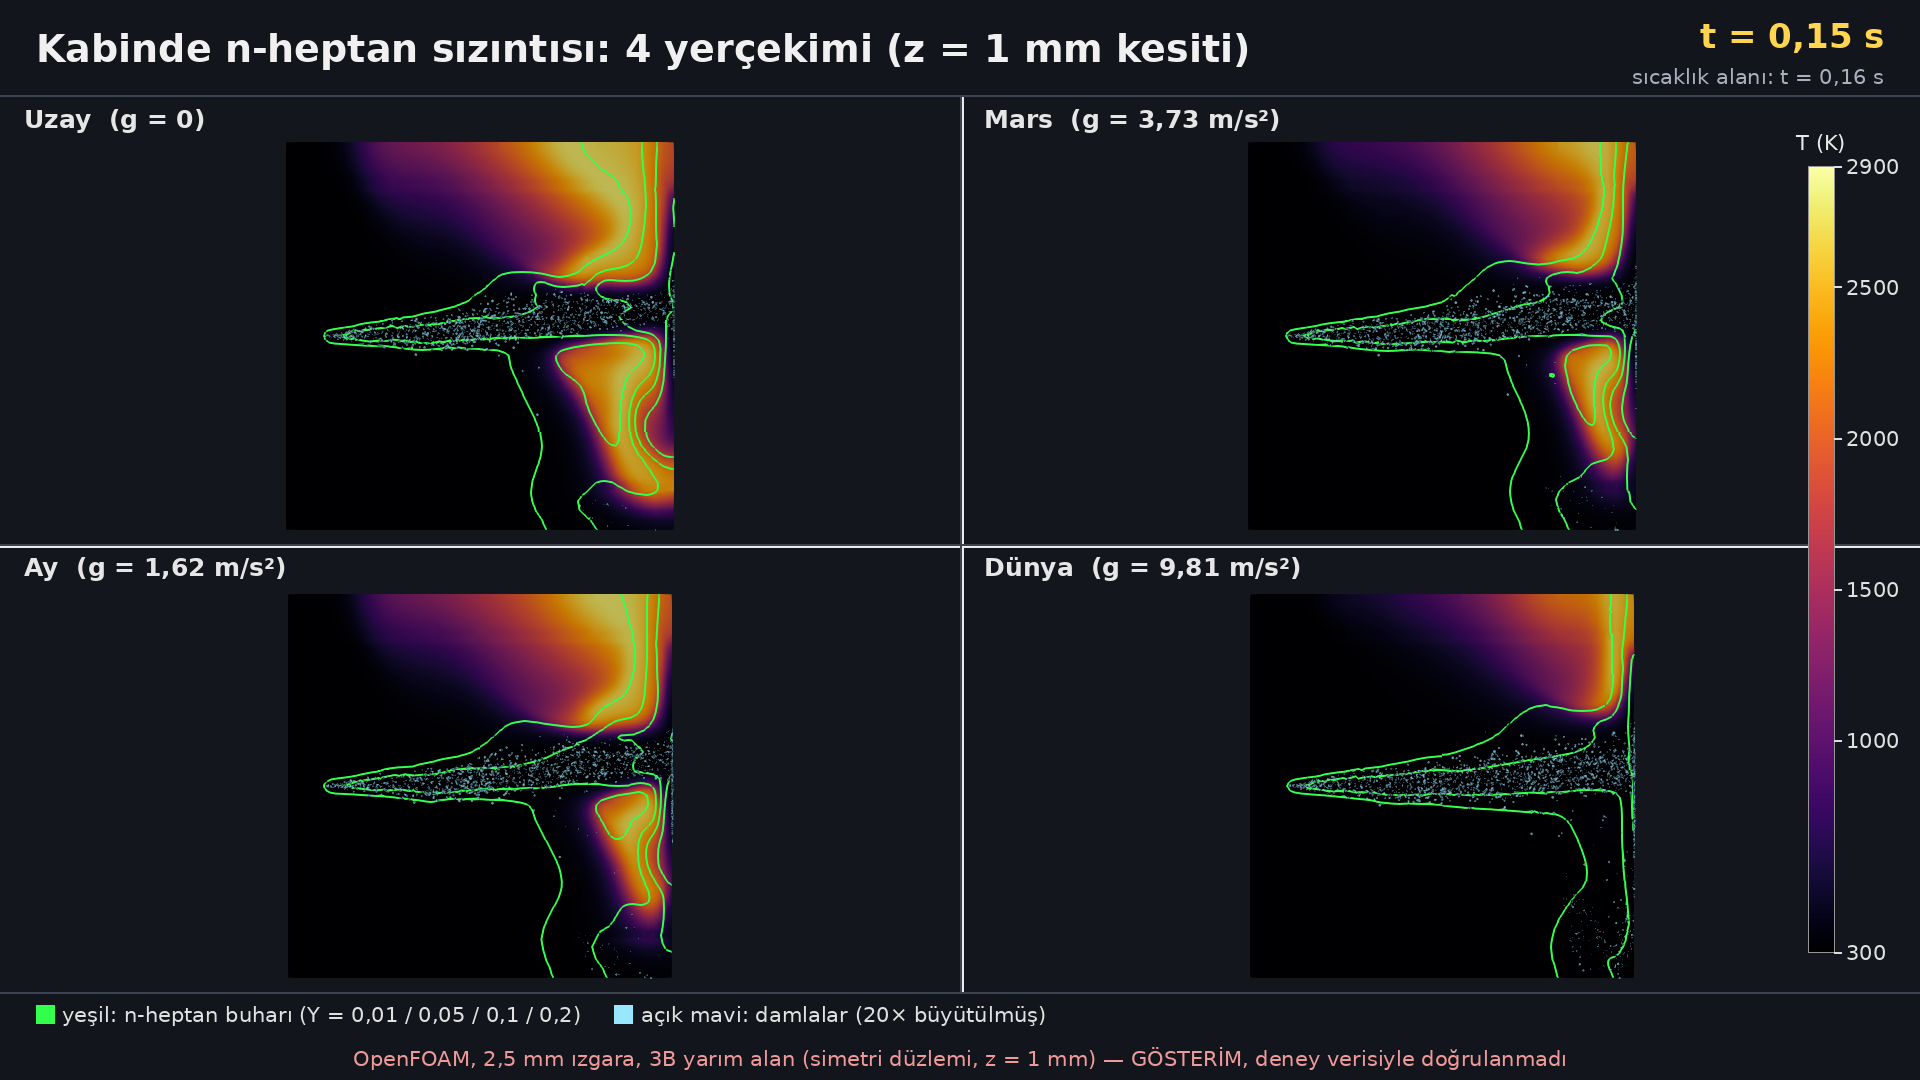 Kabinde n-heptan sızıntısı: 4 yerçekimi (z = 1 mm kesiti)
t = 0,15 s
sıcaklık alanı: t = 0,16 s
Uzay (g = 0)
Mars (g = 3,73 m/s²)
T (K)
2900
2500
2000
1500
1000
300
Ay (g = 1,62 m/s²)
Dünya (g = 9,81 m/s²)
yeşil: n-heptan buharı (Y = 0,01 / 0,05 / 0,1 / 0,2)
açık mavi: damlalar (20× büyütülmüş)
OpenFOAM, 2,5 mm ızgara, 3B yarım alan (simetri düzlemi, z = 1 mm) — GÖSTERİM, deney verisiyle doğrulanmadı